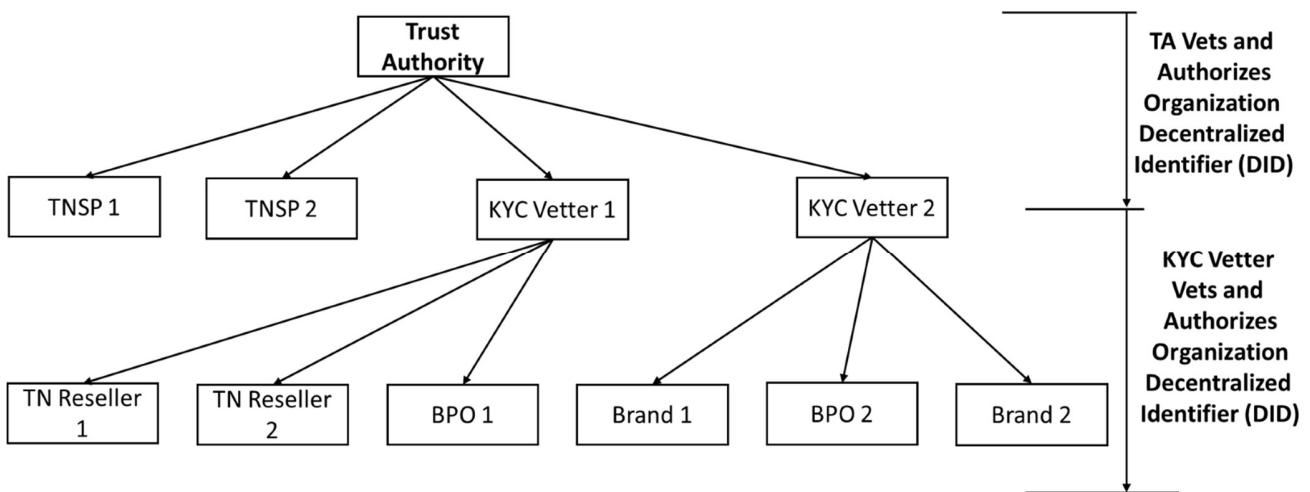 Trust
Authority
TA Vets and
Authorizes
Organization
Decentralized
Identifier (DID)
TNSP 1
TNSP 2
KYC Vetter 1
KYC Vetter 2
KYC Vetter
Vets and
Authorizes
Organization
Decentralized
Identifier (DID)
TN Reseller
1
TN Reseller
2
BPO 1
Brand 1
BPO 2
Brand 2